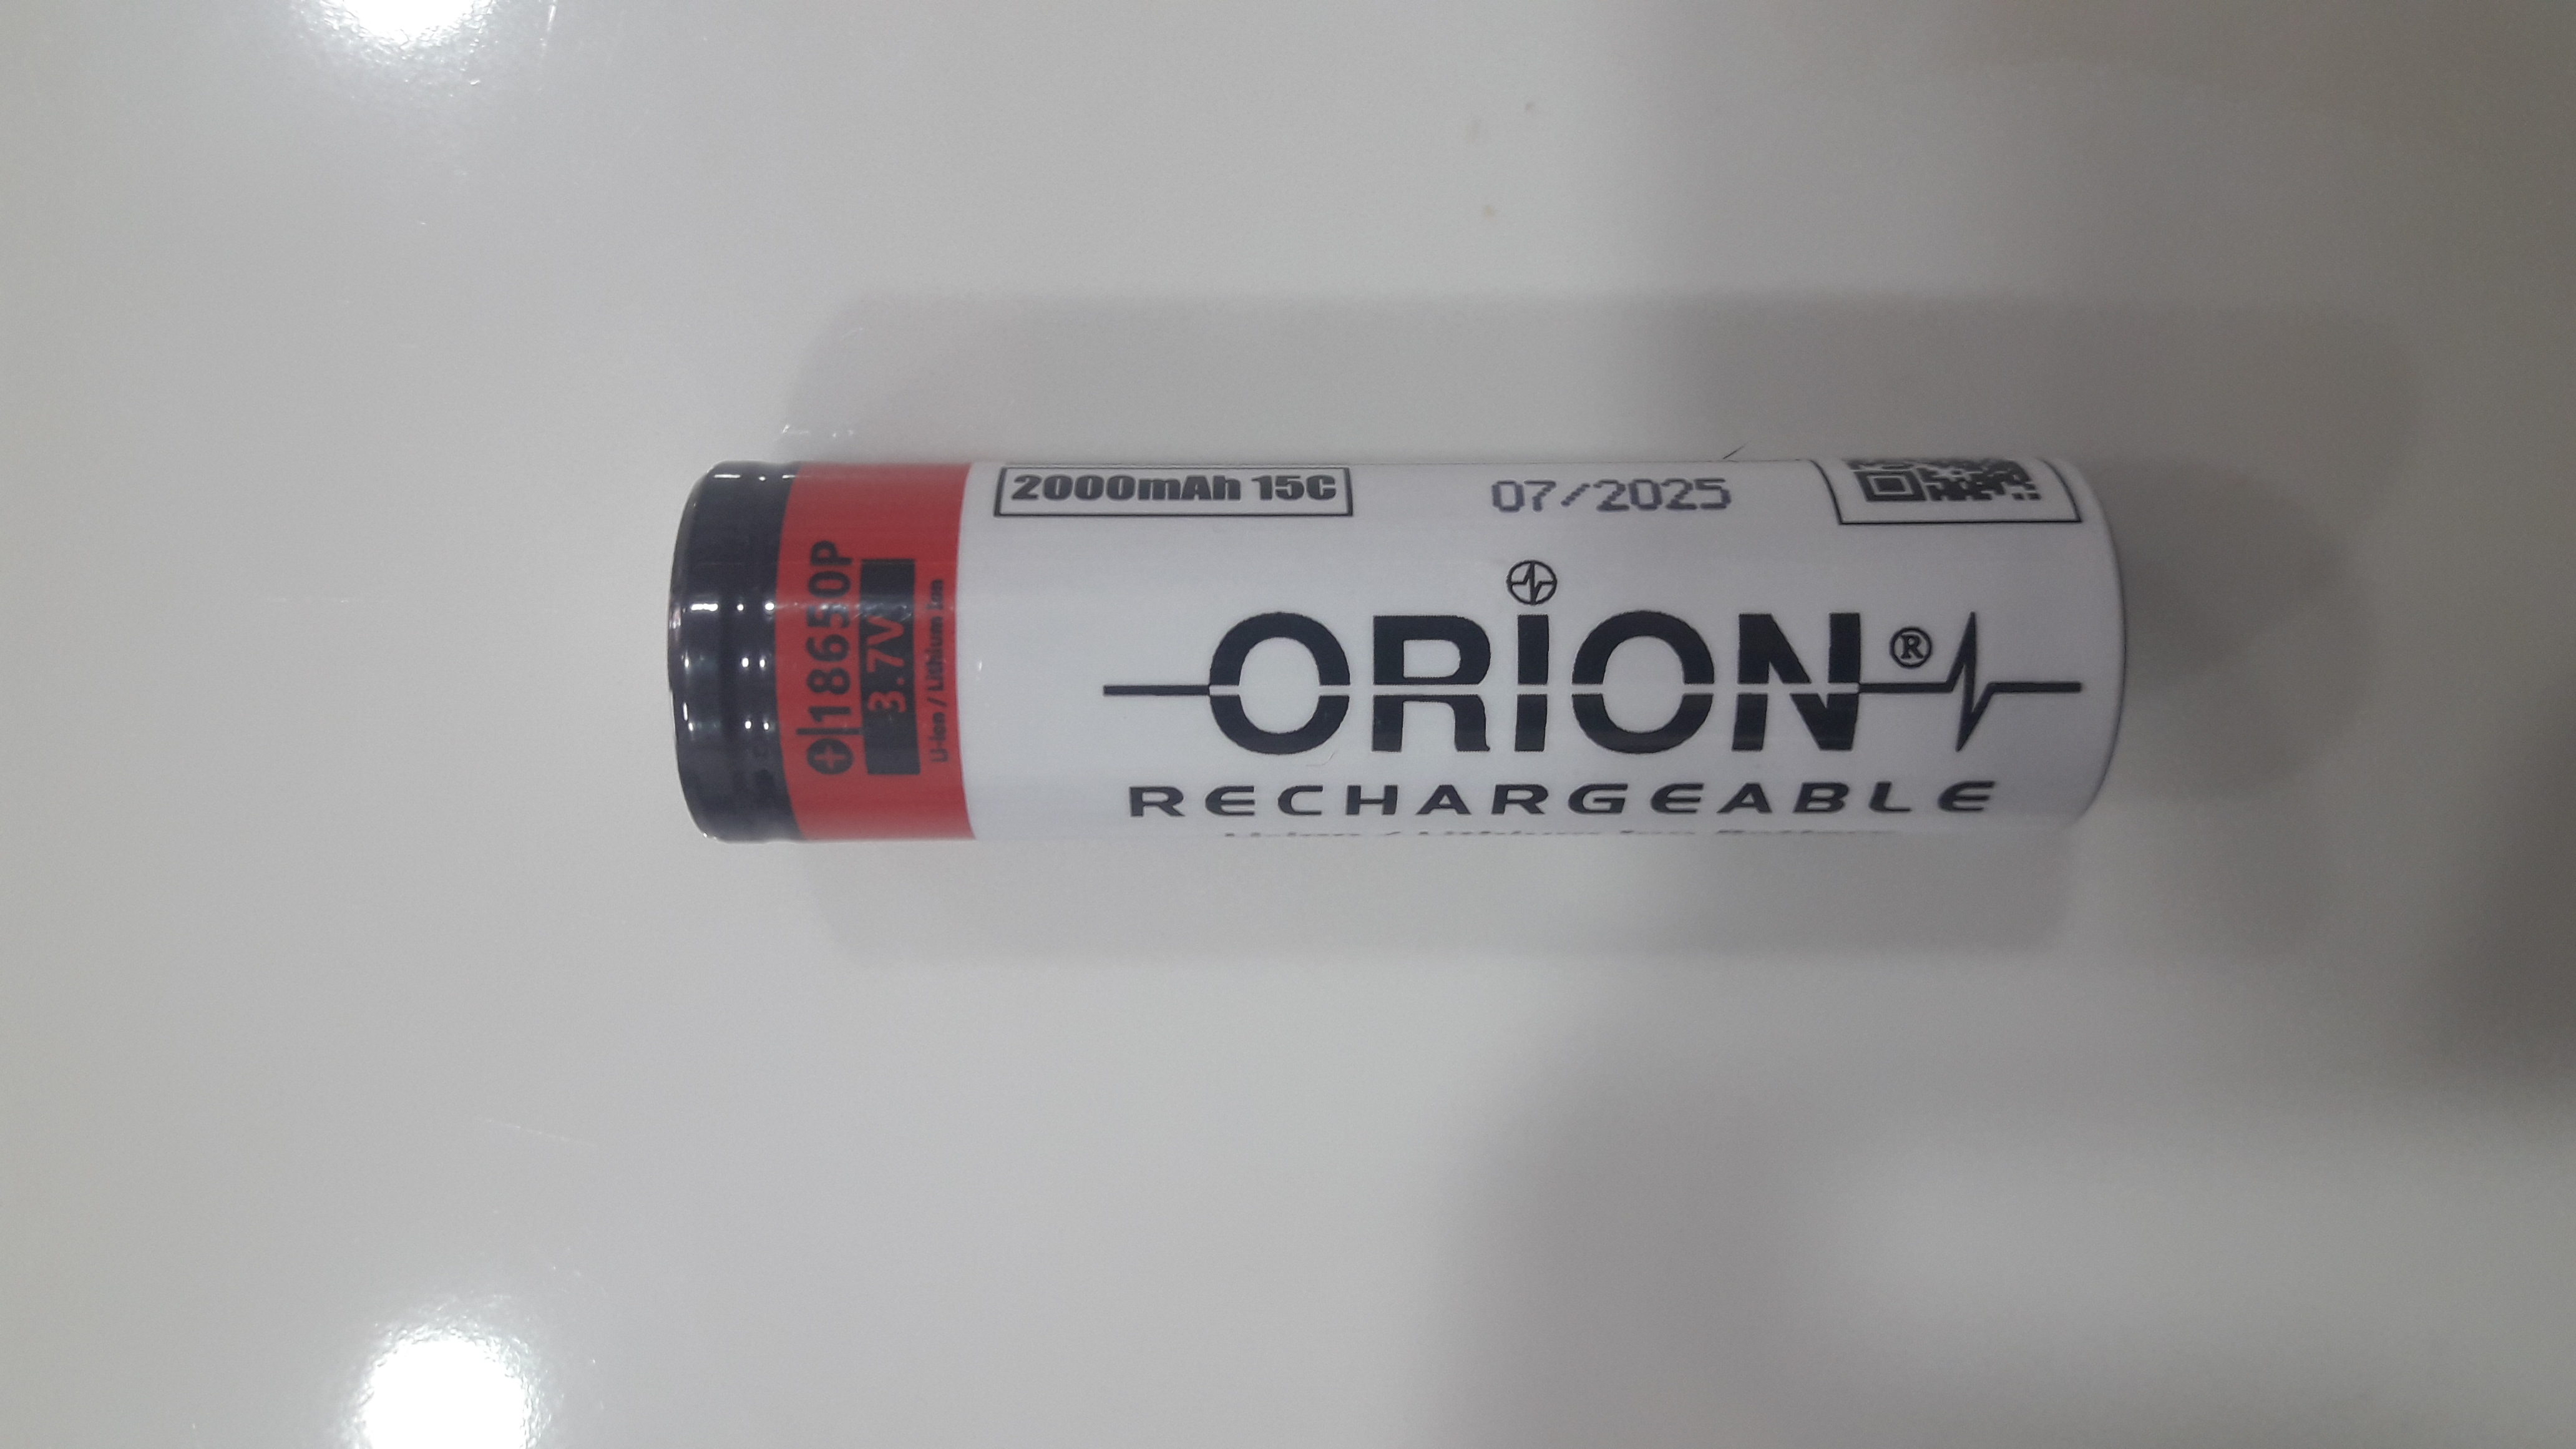 2000mAh 15C
07/2025
18650P
3.7V
Li-ion / Lithium Ion
ORION®
RECHARGEABLE